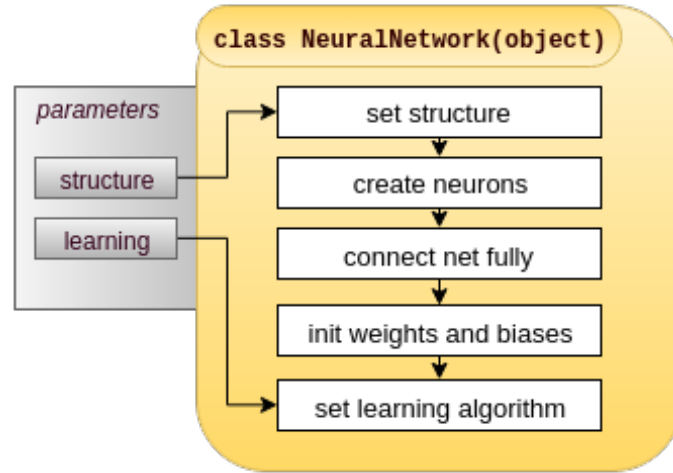 class NeuralNetwork(object)
parameters
structure
learning
set structure
create neurons
connect net fully
init weights and biases
set learning algorithm